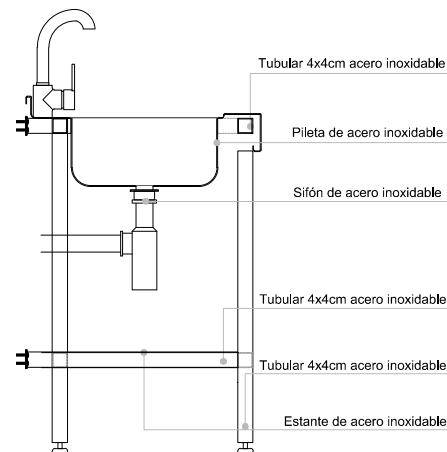 Tubular 4x4cm acero inoxidable
Pileta de acero inoxidable
Sifón de acero inoxidable
Tubular 4x4cm acero inoxidable
Tubular 4x4cm acero inoxidable
Estante de acero inoxidable